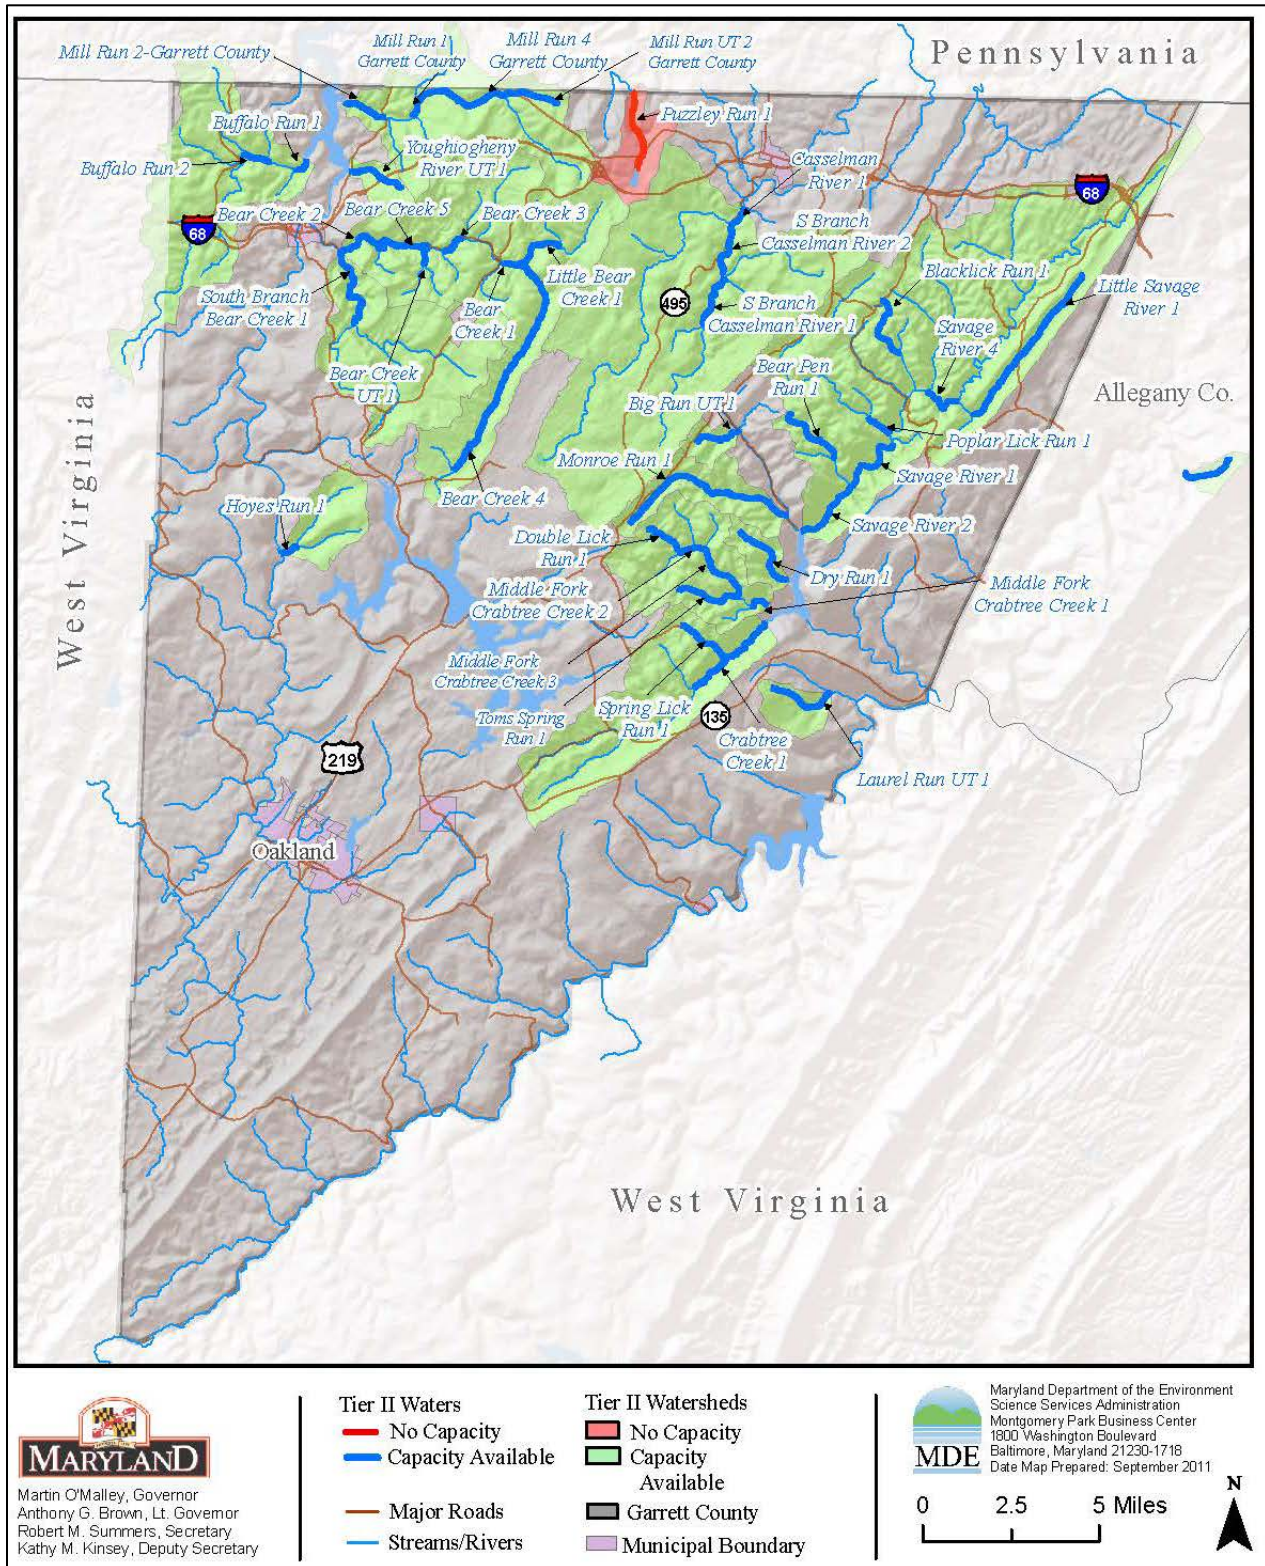 Pennsylvania
Mill Run 2-Garrett County
Mill Run 1
Garrett County
Mill Run 4
Garrett County
Mill Run UT 2
Garrett County
Puzzley Run 1
Buffalo Run 1
Buffalo Run 2
Youghiogheny
River UT 1
Casselman
River 1
68
68
Bear Creek 2
Bear Creek 5
Bear Creek 3
S Branch
Casselman River 2
Blacklick Run 1
Little Savage
River 1
South Branch
Bear Creek 1
Bear
Creek 1
Little Bear
Creek 1
495
S Branch
Casselman River 1
Savage
River 4
Bear Creek
UT 1
Bear Pen
Run 1
Allegany Co.
Big Run UT 1
Poplar Lick Run 1
Monroe Run 1
Savage River 1
West Virginia
Hoyes Run 1
Bear Creek 4
Savage River 2
Double Lick
Run 1
Dry Run 1
Middle Fork
Crabtree Creek 2
Middle Fork
Crabtree Creek 1
Middle Fork
Crabtree Creek 3
Toms Spring
Run 1
Spring Lick
Run 1
135
Crabtree
Creek 1
Laurel Run UT 1
219
Oakland
West Virginia
MARYLAND
Martin O'Malley, Governor
Anthony G. Brown, Lt. Governor
Robert M. Summers, Secretary
Kathy M. Kinsey, Deputy Secretary
Tier II Waters
No Capacity
Capacity Available
Major Roads
Streams/Rivers
Tier II Watersheds
No Capacity
Capacity
Available
Garrett County
Municipal Boundary
MDE
Maryland Department of the Environment
Science Services Administration
Montgomery Park Business Center
1800 Washington Boulevard
Baltimore, Maryland 21230-1718
Date Map Prepared: September 2011
0 2.5 5 Miles
N